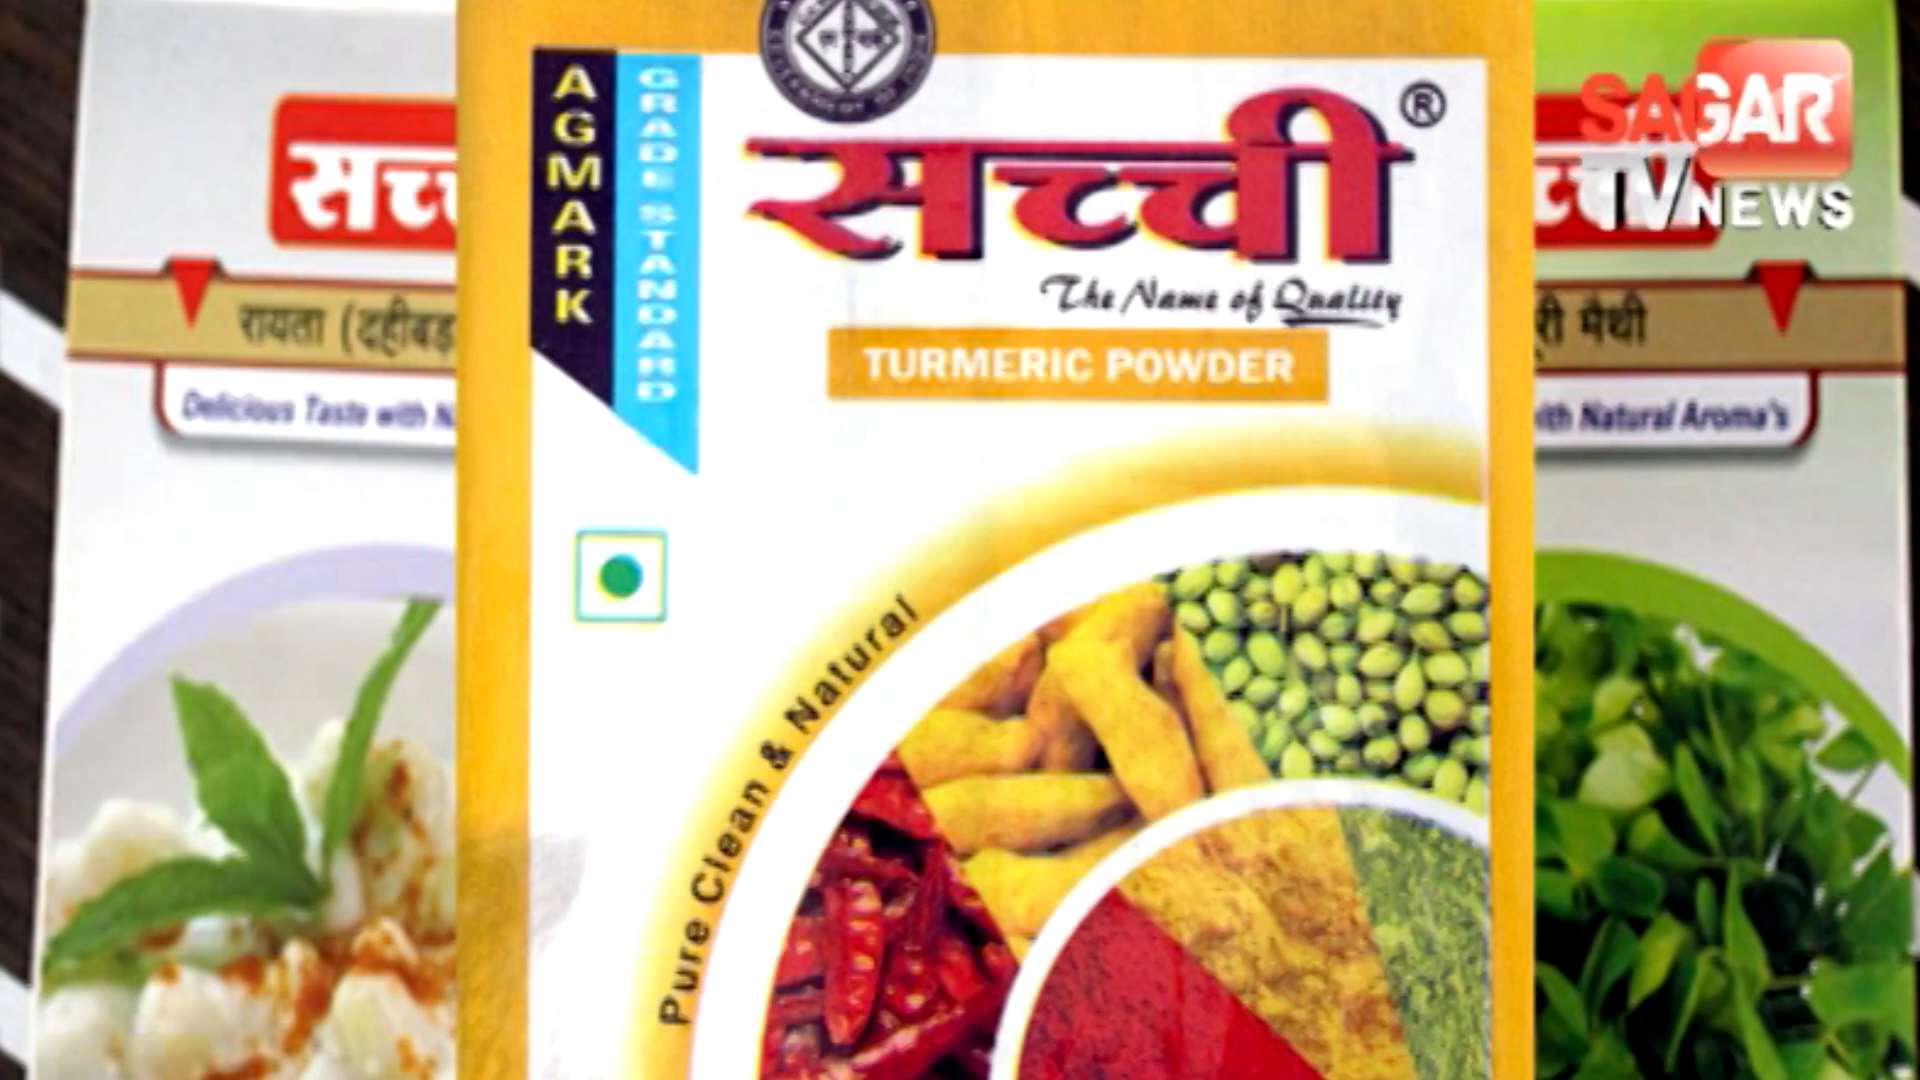 सच्ची
रायता (दहीबड़
Delicious Taste with N
AGMARK
GRADE STANDARD
सच्ची
®
The Name of Quality
TURMERIC POWDER
Pure Clean & Natural
SAGAR
TV NEWS
री मैथी
ith Natural Aroma's